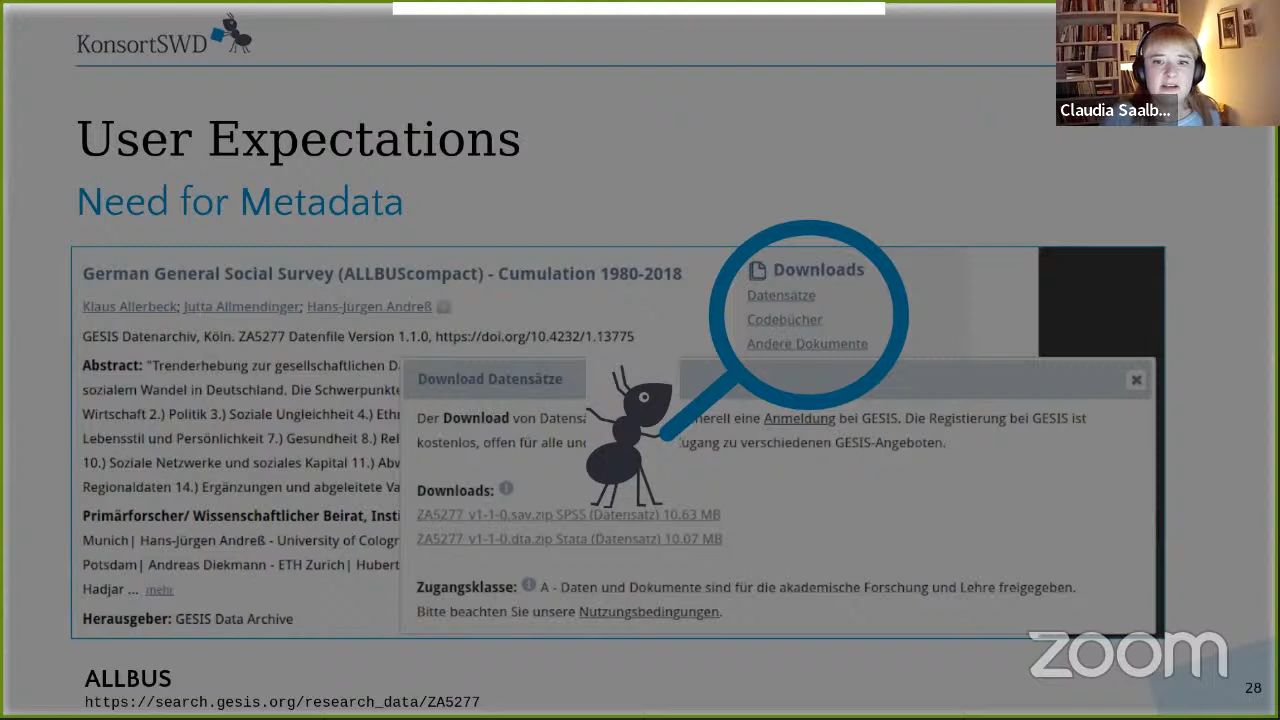 KonsortSWD
Claudia Saalb...
User Expectations
Need for Metadata
German General Social Survey (ALLBUScompact) - Cumulation 1980-2018
Klaus Allerbeck; Jutta Allmendinger; Hans-Jürgen Andreß
GESIS Datenarchiv, Köln. ZA5277 Datenfile Version 1.1.0, https://doi.org/10.4232/1.13775
Abstract: "Trenderhebung zur gesellschaftlichen D
sozialem Wandel in Deutschland. Die Schwerpunkte
Wirtschaft 2.) Politik 3.) Soziale Ungleichheit 4.) Eth
Lebensstil und Persönlichkeit 7.) Gesundheit 8.) Rel
10.) Soziale Netzwerke und soziales Kapital 11.) Abw
Regionaldaten 14.) Ergänzungen und abgeleitete Va
Primärforscher/ Wissenschaftlicher Beirat, Insti
Munich| Hans-Jürgen Andreß - University of Colog
Potsdam| Andreas Diekmann - ETH Zurich| Hubert
Hadjar ... mehr
Herausgeber: GESIS Data Archive
Downloads
Datensätze
Codebücher
Andere Dokumente
Download Datensätze
Der Download von Datens nerell eine Anmeldung bei GESIS. Die Registierung bei GESIS ist
kostenlos, offen für alle und Zugang zu verschiedenen GESIS-Angeboten.
Downloads:
ZA5277_v1-1-0.sav.zip SPSS (Datensatz) 10.63 MB
ZA5277_v1-1-0.dta.zip Stata (Datensatz) 10.07 MB
Zugangsklasse: A - Daten und Dokumente sind für die akademische Forschung und Lehre freigegeben.
Bitte beachten Sie unsere Nutzungsbedingungen.
ALLBUS
https://search.gesis.org/research_data/ZA5277
zoom
28